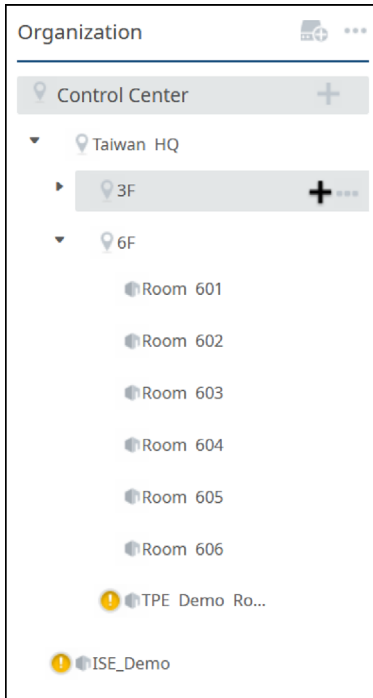 Organization
Control Center
Taiwan HQ
3F
6F
Room 601
Room 602
Room 603
Room 604
Room 605
Room 606
TPE Demo Ro...
ISE_Demo